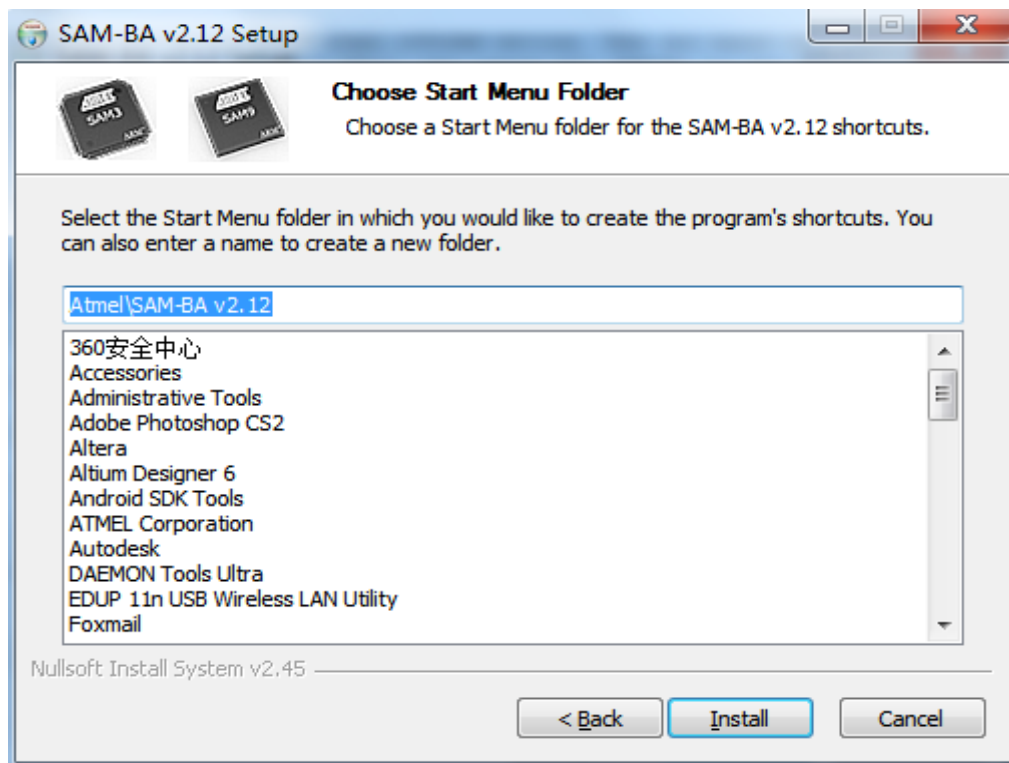 SAM-BA v2.12 Setup
SAM3
ARM
SAM9
ARM
Choose Start Menu Folder
Choose a Start Menu folder for the SAM-BA v2.12 shortcuts.
Select the Start Menu folder in which you would like to create the program's shortcuts. You
can also enter a name to create a new folder.
Atmel\SAM-BA v2.12
360安全中心
Accessories
Administrative Tools
Adobe Photoshop CS2
Altera
Altium Designer 6
Android SDK Tools
ATMEL Corporation
Autodesk
DAEMON Tools Ultra
EDUP 11n USB Wireless LAN Utility
Foxmail
Nullsoft Install System v2.45
< Back
Install
Cancel